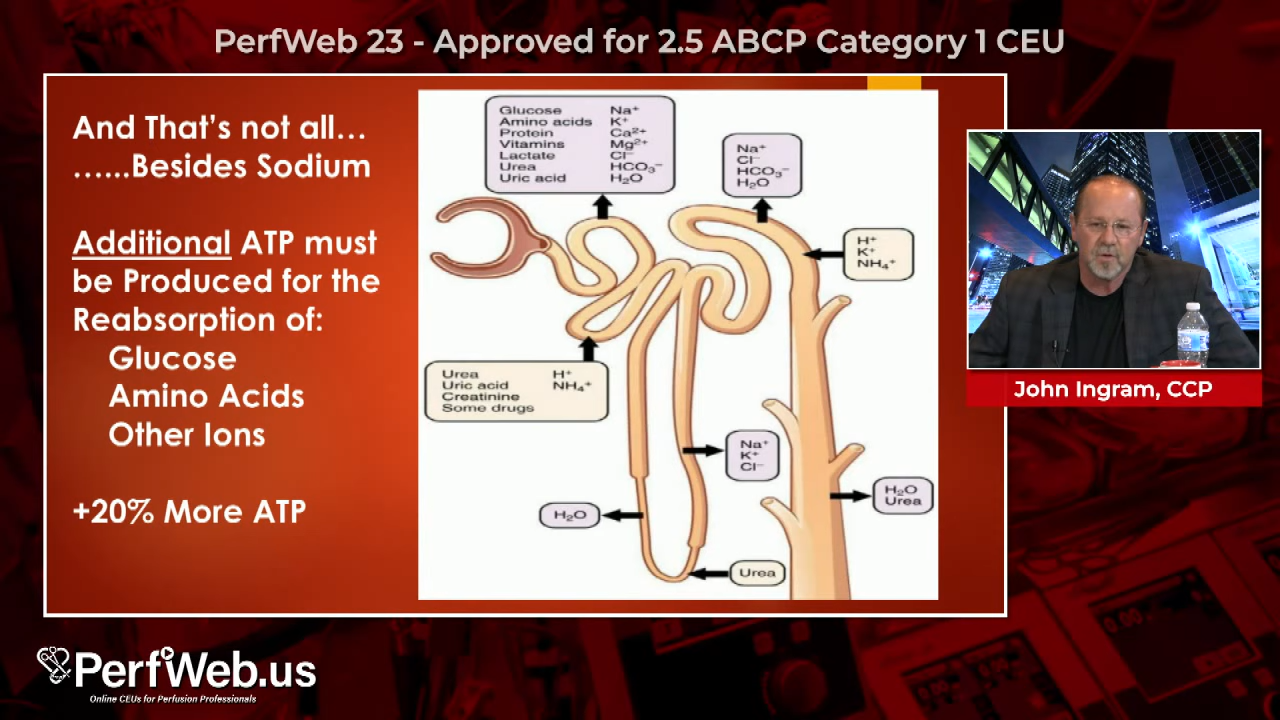 PerfWeb 23 - Approved for 2.5 ABCP Category 1 CEU
And That's not all…
…...Besides Sodium
Additional ATP must
be Produced for the
Reabsorption of:
Glucose
Amino Acids
Other Ions
+20% More ATP
Glucose Na⁺
Amino acids K⁺
Protein Ca²⁺
Vitamins Mg²⁺
Lactate Cl⁻
Urea HCO₃⁻
Uric acid H₂O
Na⁺
Cl⁻
HCO₃⁻
H₂O
H⁺
K⁺
NH₄⁺
Urea H⁺
Uric acid NH₄⁺
Creatinine
Some drugs
Na⁺
K⁺
Cl⁻
H₂O
Urea
H₂O
Urea
John Ingram, CCP
PerfWeb.us
Online CEUs for Perfusion Professionals